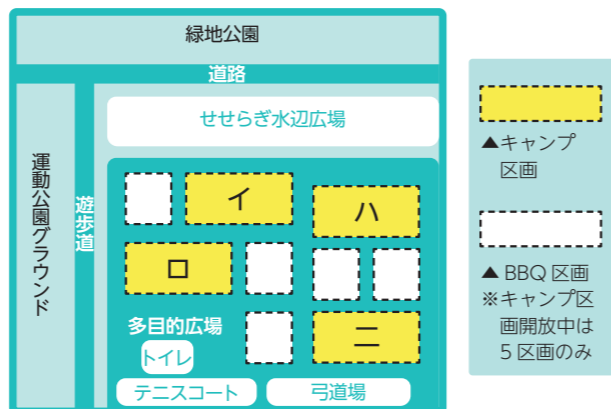 緑地公園
道路
せせらぎ水辺広場
運動公園グラウンド
遊歩道
イ
ハ
ロ
ニ
多目的広場
トイレ
テニスコート
弓道場
▲キャンプ
区画
▲ BBQ 区画
※キャンプ区
画開放中は
5 区画のみ